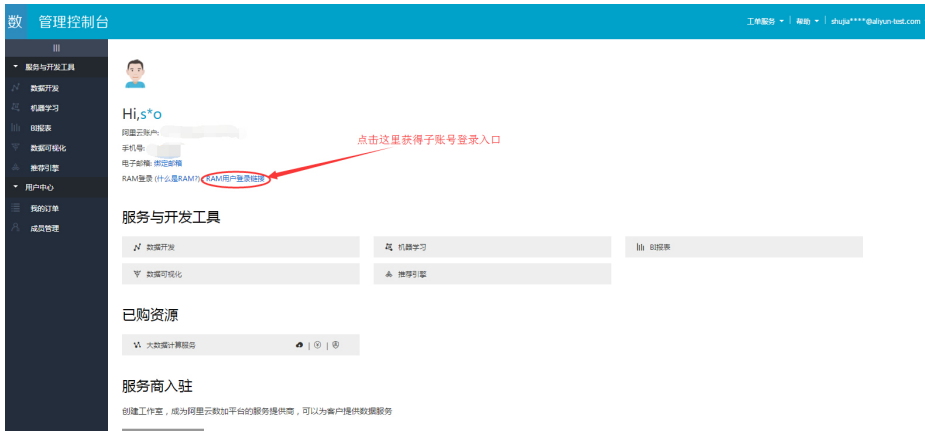 数 管理控制台
工单服务 帮助 shujia****@aliyun-test.com
服务与开发工具
数据开发
机器学习
BI报表
数据可视化
推荐引擎
用户中心
我的订单
成员管理
Hi,s*o
阿里云账户:
手机号:
电子邮箱: 绑定邮箱
RAM登录 (什么是RAM?) RAM用户登录链接
点击这里获得子账号登录入口
服务与开发工具
数据开发 机器学习 BI报表
数据可视化 推荐引擎
已购资源
大数据计算服务
服务商入驻
创建工作室，成为阿里云数加平台的服务提供商，可以为客户提供数据服务